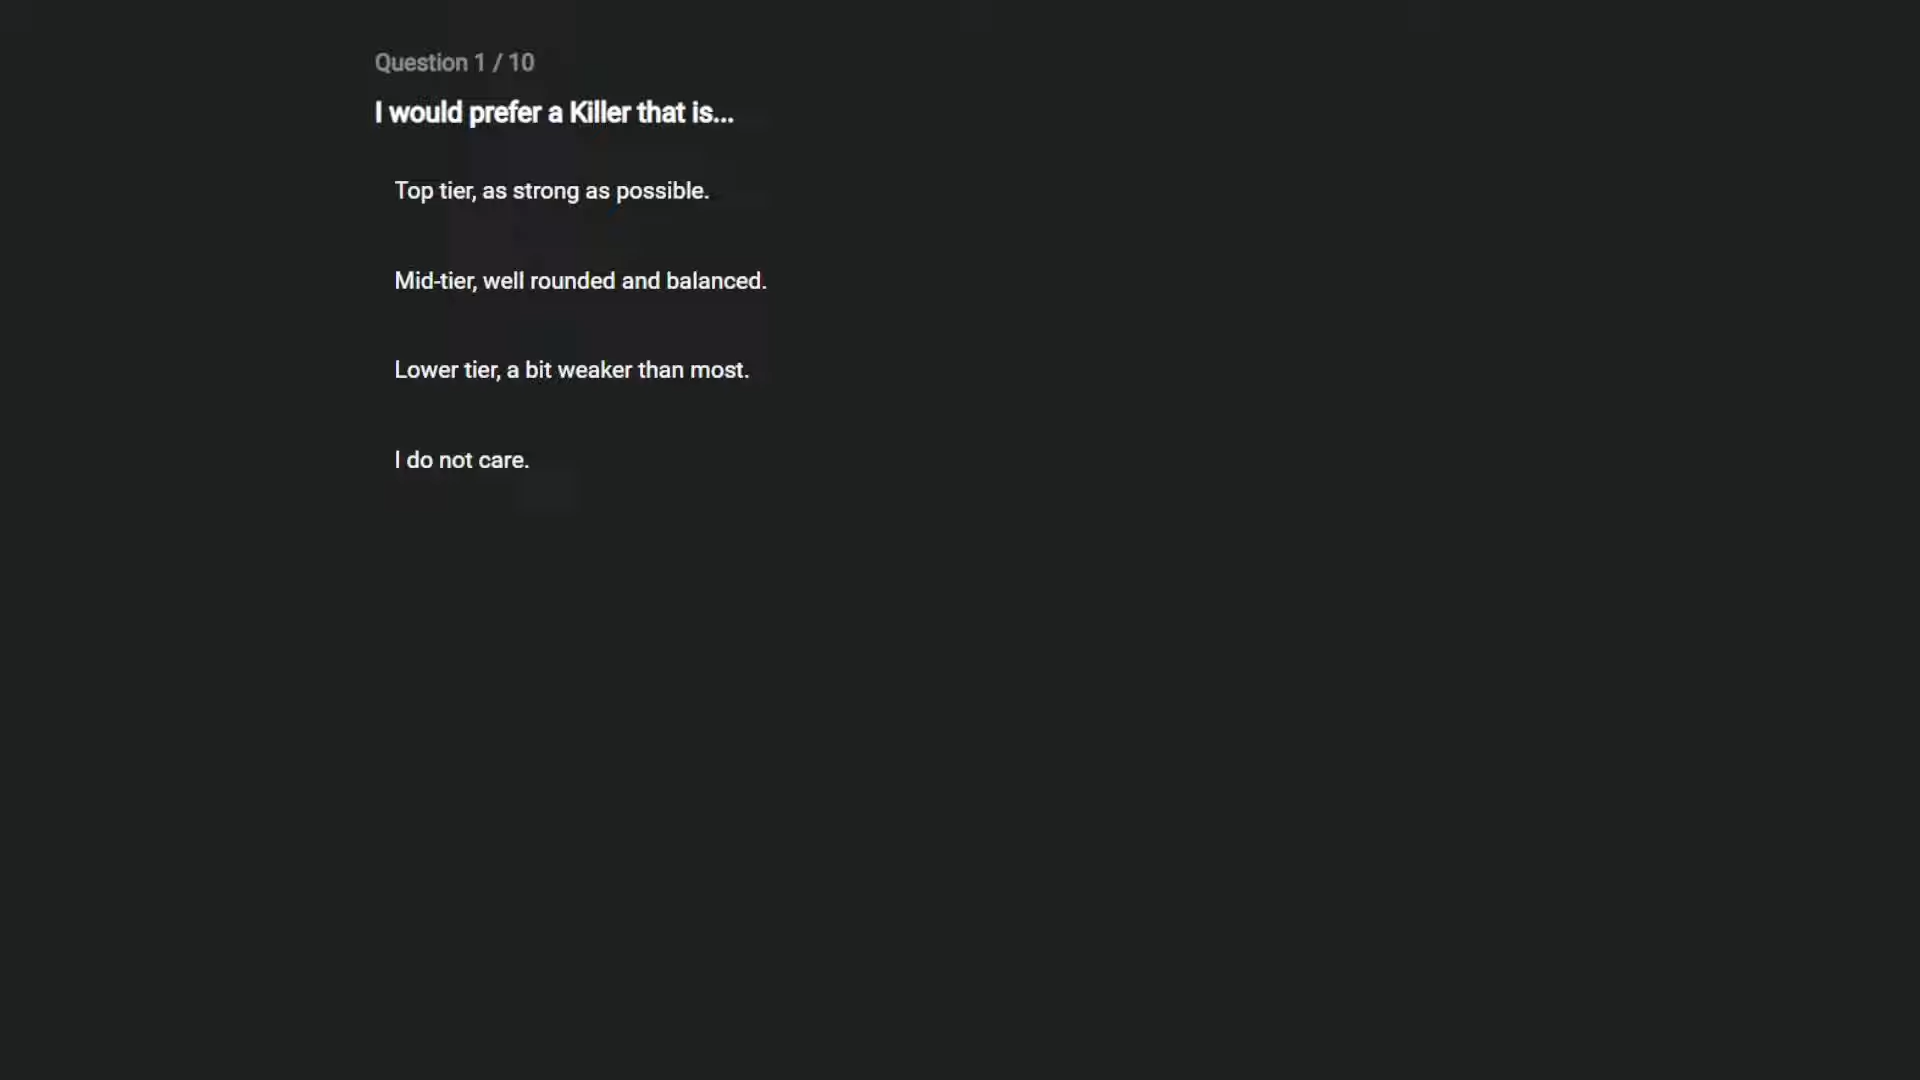 Question 1 / 10
I would prefer a Killer that is...
Top tier, as strong as possible.
Mid-tier, well rounded and balanced.
Lower tier, a bit weaker than most.
I do not care.